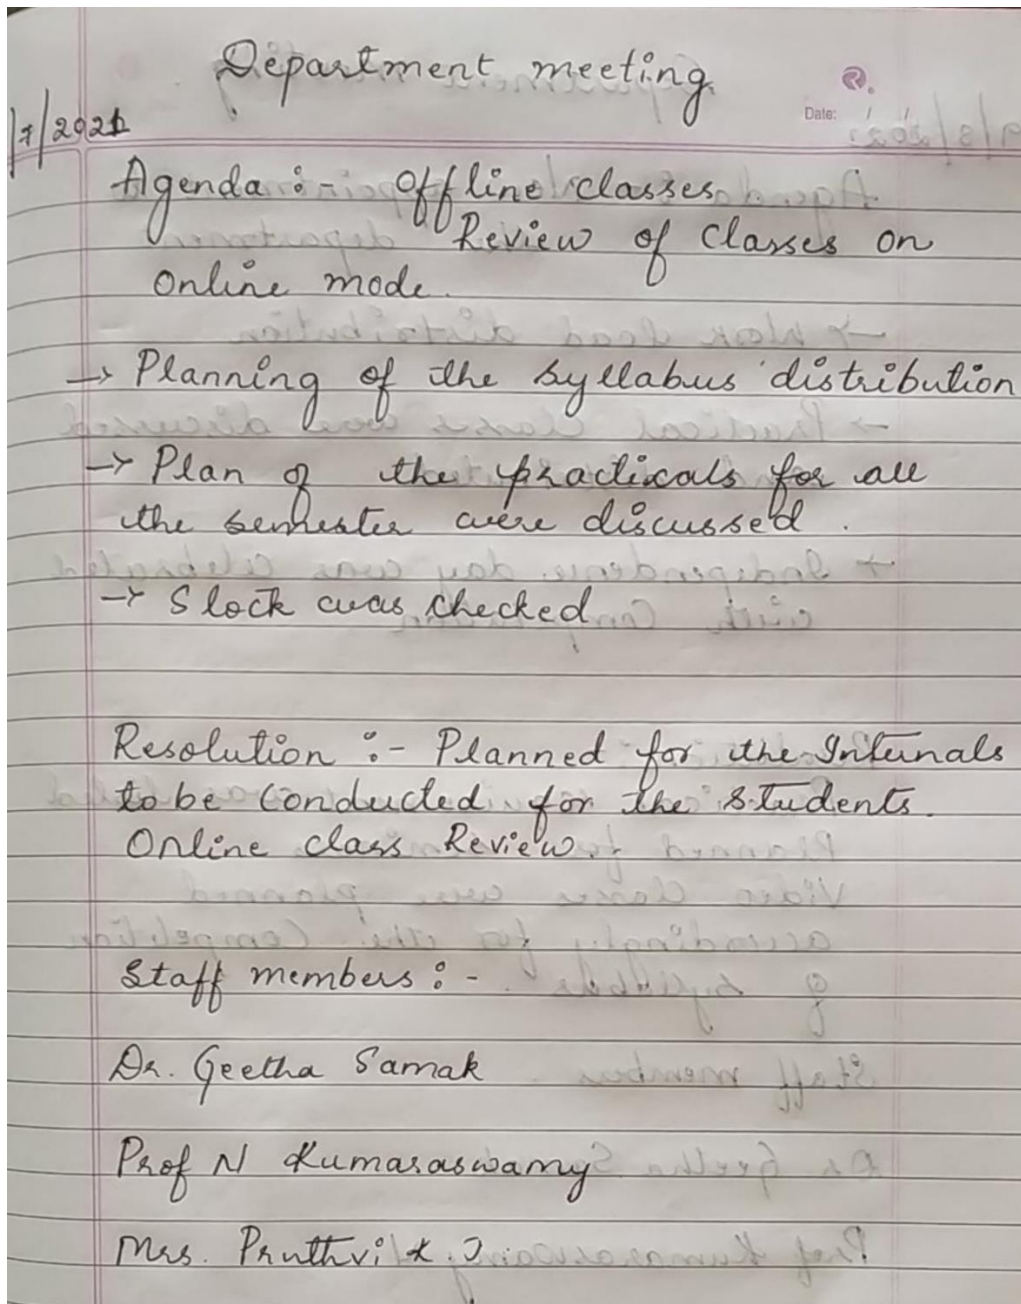 Department meeting
Date: / /
/7/2021
Agenda :- Offline classes
Review of Classes on
Online mode.
→ Planning of the syllabus distribution
→ Plan of the practicals for all
the semester were discussed.
→ Stock was checked
Resolution :- Planned for the Internals
to be Conducted for the students.
Online class Review.
Staff members :-
Dr. Geetha Samak
Prof N Kumaraswamy
Mrs. Pruthvi